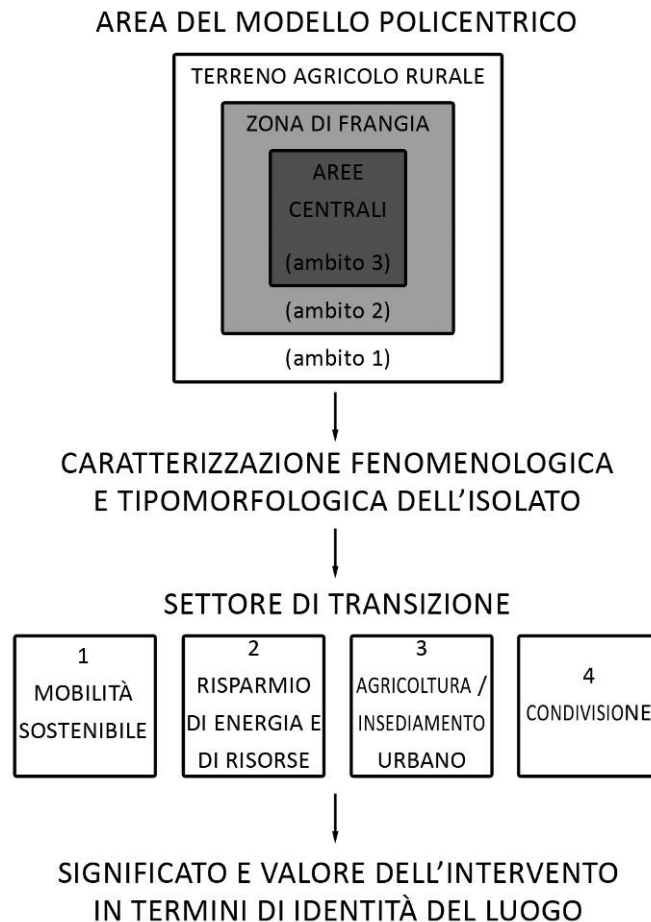 AREA DEL MODELLO POLICENTRICO
TERRENO AGRICOLO RURALE
ZONA DI FRANGIA
AREE
CENTRALI
(ambito 3)
(ambito 2)
(ambito 1)
CARATTERIZZAZIONE FENOMENOLOGICA
E TIPOMORFOLOGICA DELL'ISOLATO
SETTORE DI TRANSIZIONE
1
MOBILITÀ
SOSTENIBILE
2
RISPARMIO
DI ENERGIA E
DI RISORSE
3
AGRICOLTURA /
INSEDIAMENTO
URBANO
4
CONDIVISIONE
SIGNIFICATO E VALORE DELL'INTERVENTO
IN TERMINI DI IDENTITÀ DEL LUOGO